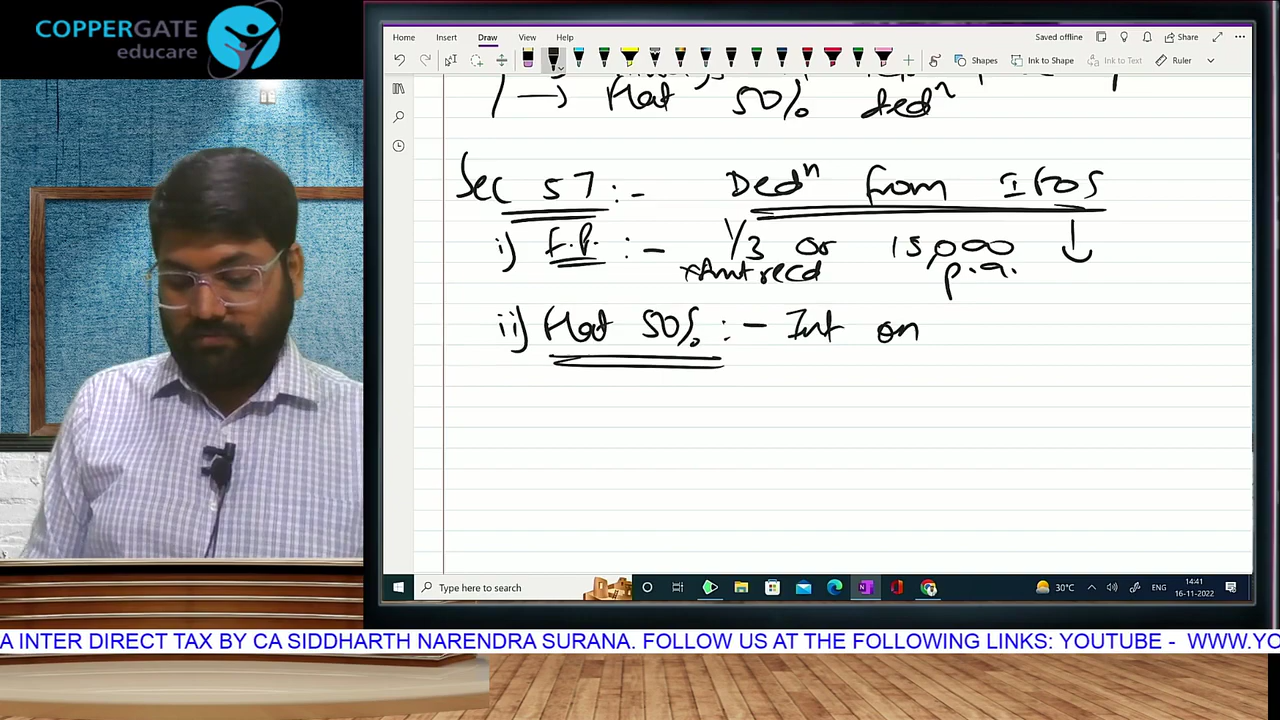 COPPERGATE
educare
Home Insert Draw View Help
Saved offline
Share
Shapes
Ink to Shape
Ink to Text
Ruler
→ Flat 50% dedⁿ
Sec 57:- Dedⁿ from IFOS
i) F.P. :- 1/3 or 15,000 ↓
xAmt recd p.a.
ii) Flat 50% :- Int on
Type here to search
30°C
ENG
14:41
16-11-2022
A INTER DIRECT TAX BY CA SIDDHARTH NARENDRA SURANA. FOLLOW US AT THE FOLLOWING LINKS: YOUTUBE - WWW.YO